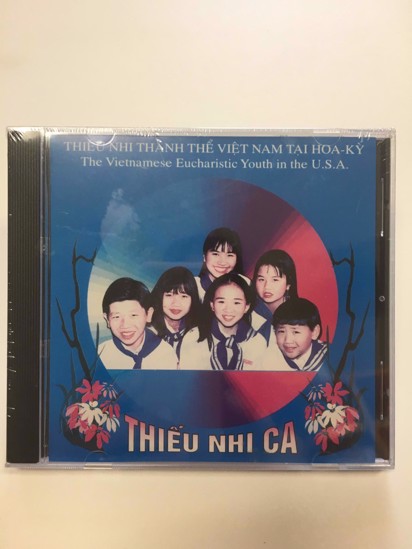 THIẾU NHI THÁNH THỂ VIỆT NAM TẠI HOA-KỲ
The Vietnamese Eucharistic Youth in the U.S.A.
THIẾU NHI CA